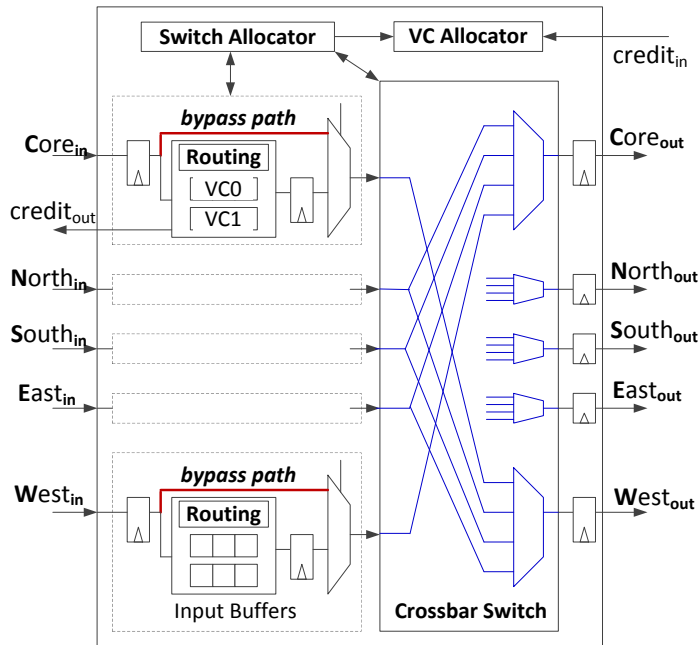 Switch Allocator
VC Allocator
credit_in
bypass path
Core_in
Core_out
Routing
VC0
VC1
credit_out
North_in
North_out
South_in
South_out
East_in
East_out
bypass path
West_in
West_out
Routing
Input Buffers
Crossbar Switch